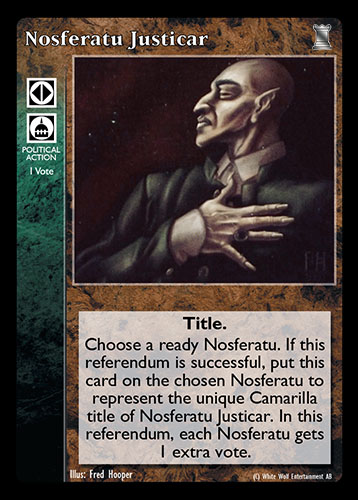 Nosferatu Justicar
POLITICAL
ACTION
1 Vote
FH
Title.
Choose a ready Nosferatu. If this
referendum is successful, put this
card on the chosen Nosferatu to
represent the unique Camarilla
title of Nosferatu Justicar. In this
referendum, each Nosferatu gets
1 extra vote.
Illus: Fred Hooper
(C) White Wolf Entertainment AB